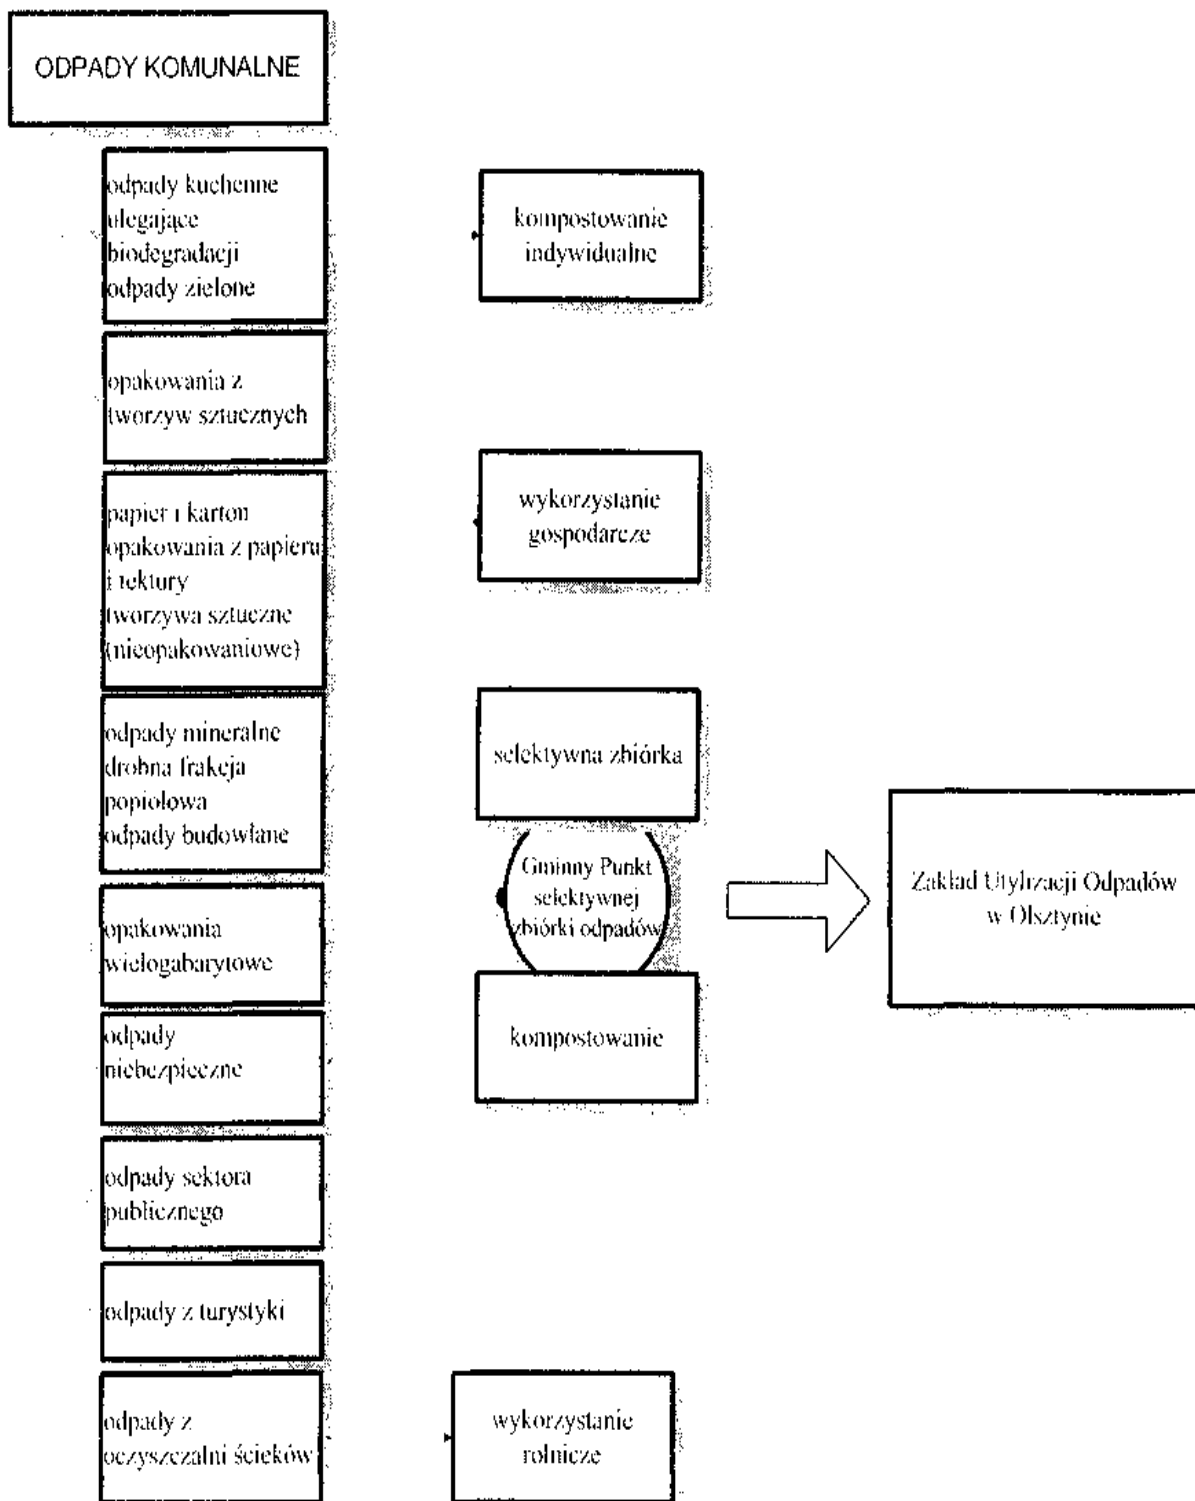 ODPADY KOMUNALNE
odpady kuchenne
ulegające
biodegradacji
odpady zielone
kompostowanie
indywidualne
opakowania z
tworzyw sztucznych
papier i karton
opakowania z papieru
i tektury
tworzywa sztuczne
(nieopakowaniowe)
wykorzystanie
gospodarcze
odpady mineralne
drobna frakcja
popiołowa
odpady budowlane
selektywna zbiórka
Gminny Punkt
selektywnej
zbiórki odpadów
Zakład Utylizacji Odpadów
w Olsztynie
opakowania
wielogabarytowe
kompostowanie
odpady
niebezpieczne
odpady sektora
publicznego
odpady z turystyki
odpady z
oczyszczalni ścieków
wykorzystanie
rolnicze